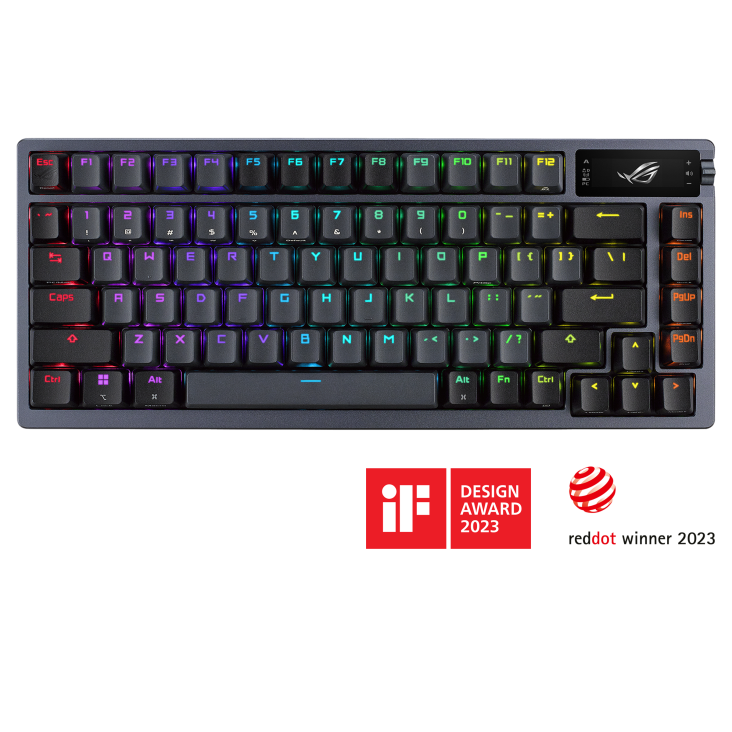 Esc F1 F2 F3 F4 F5 F6 F7 F8 F9 F10 F11 F12
1 2 3 4 5 6 7 8 9 0 - =+
Q W E R T Y U I O P [{ ]} \|
Caps A S D F G H J K L
Z X C V B N M /?
Ctrl Alt Alt Fn Ctrl
Ins
Del
PgUp
PgDn
iF
DESIGN
AWARD
2023
reddot winner 2023